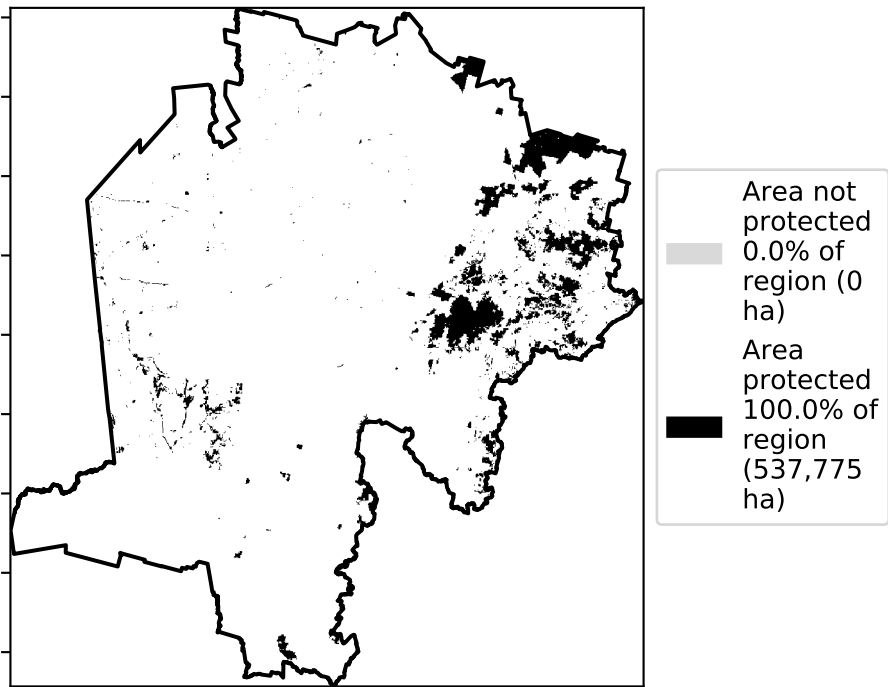 Area not
protected
0.0% of
region (0
ha)
Area
protected
100.0% of
region
(537,775
ha)